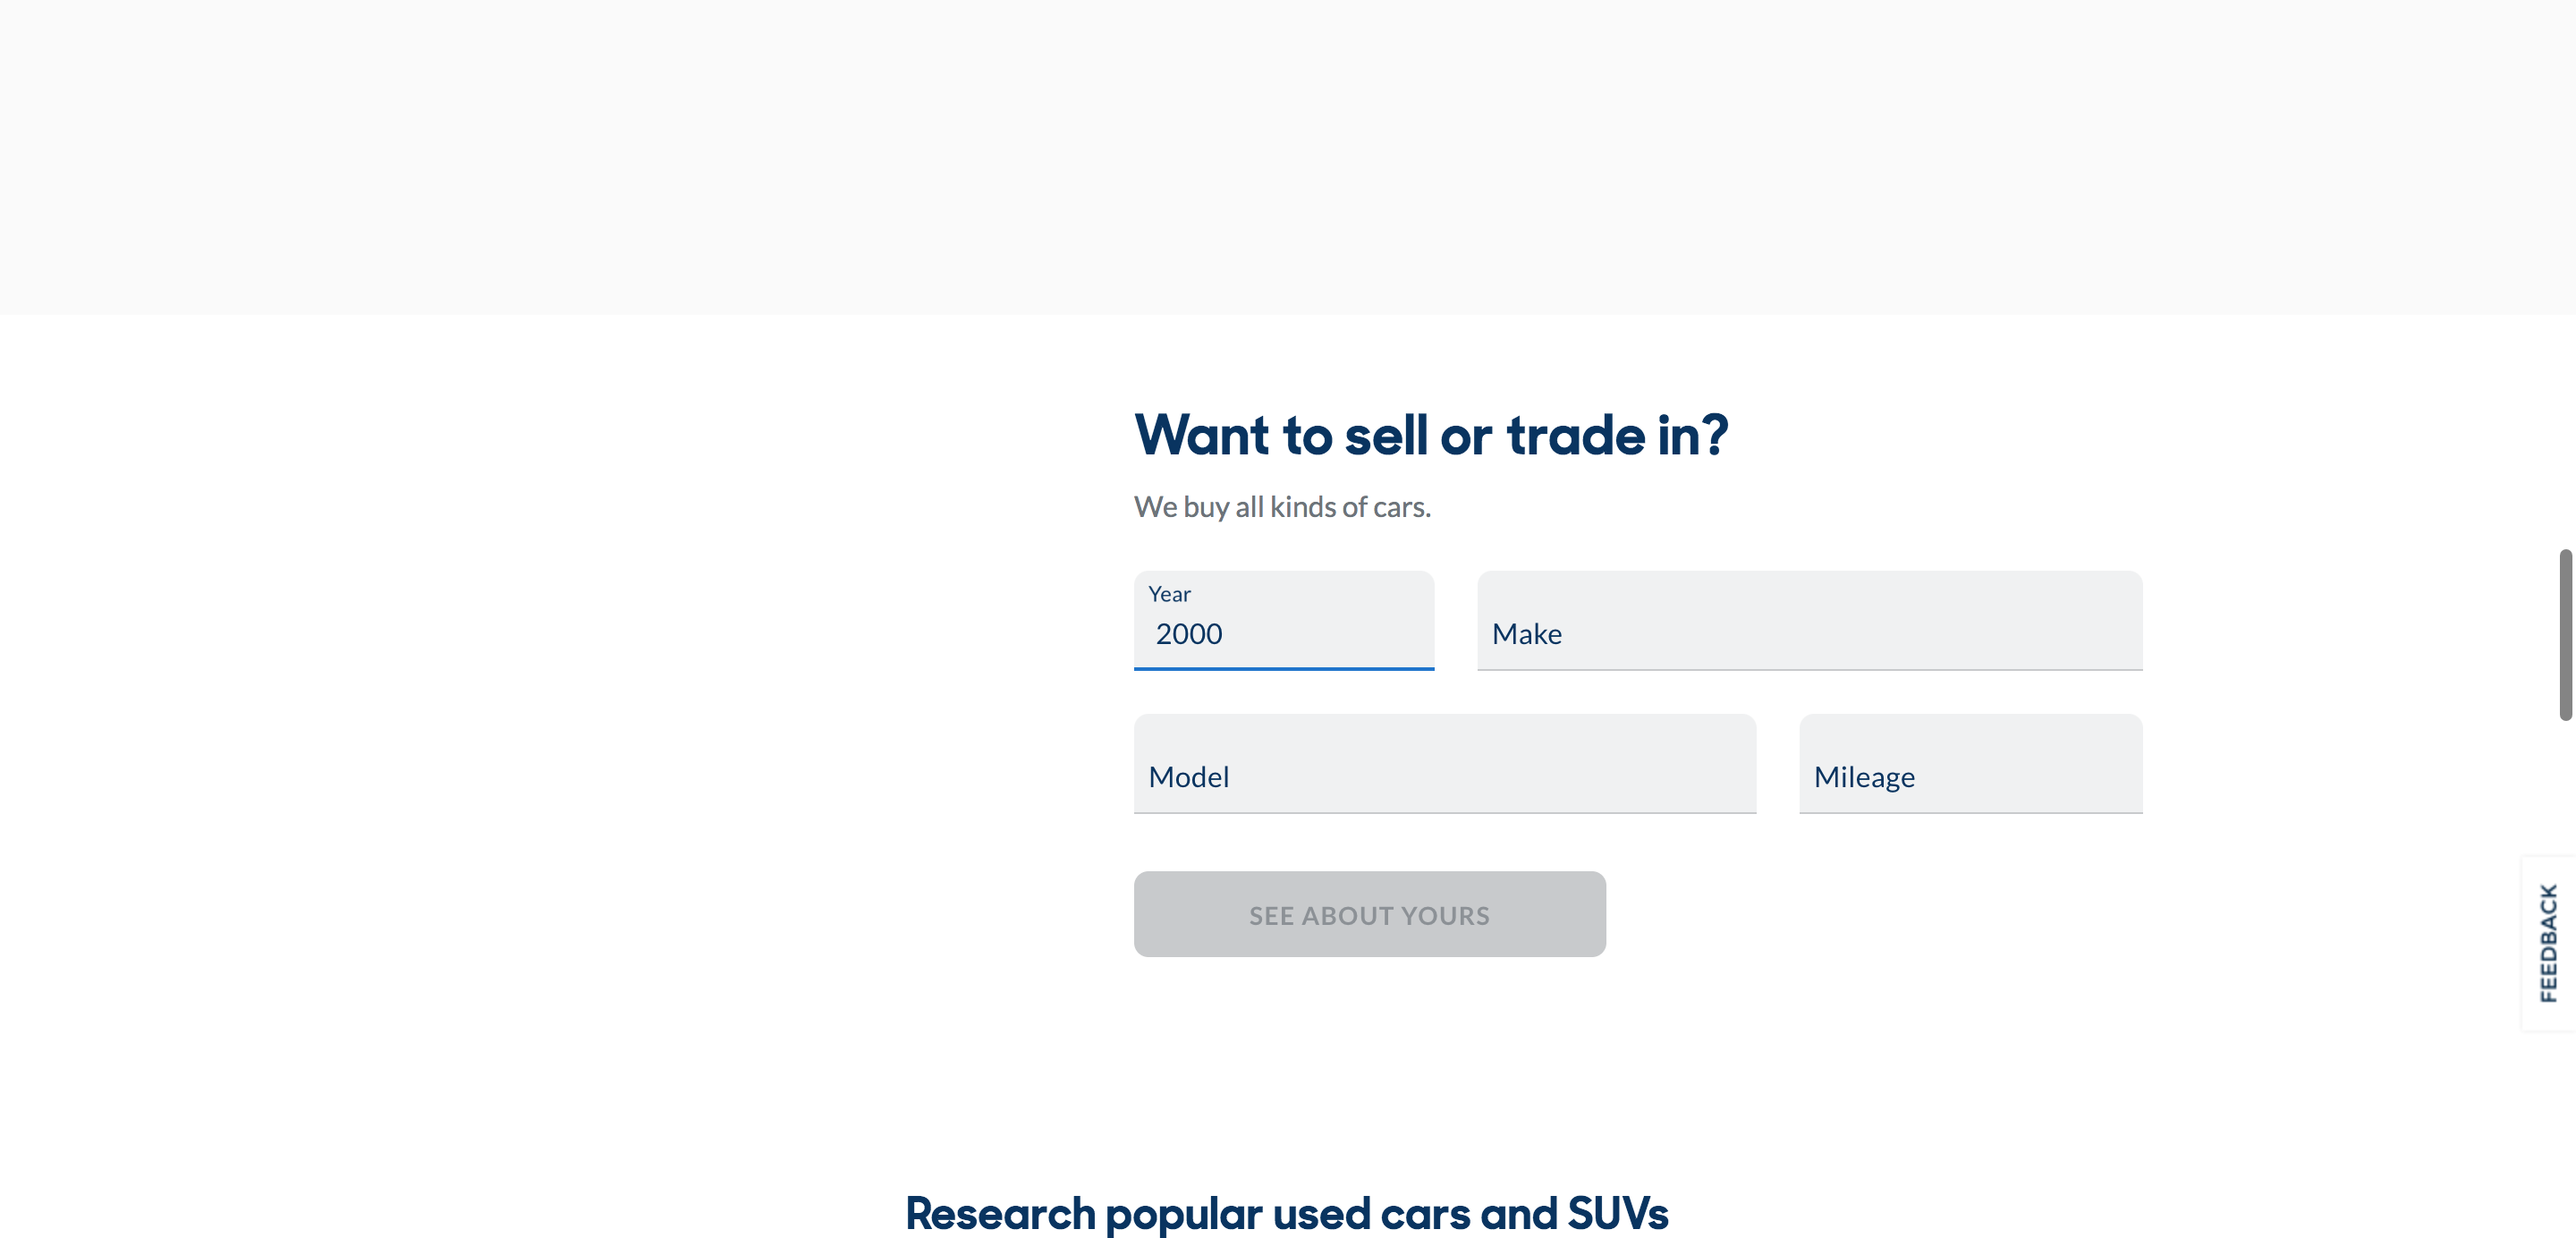 Want to sell or trade in?
We buy all kinds of cars.
Year
2000
Make
Model
Mileage
SEE ABOUT YOURS
FEEDBACK
Research popular used cars and SUVs